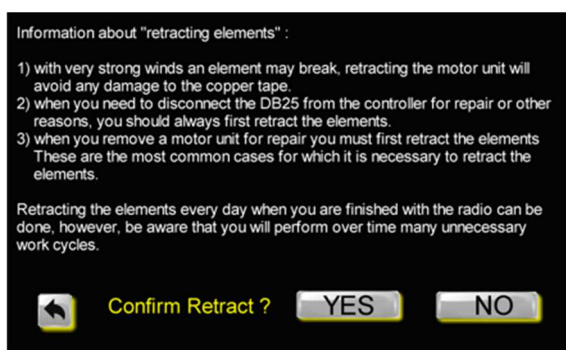 Information about "retracting elements" :
1) with very strong winds an element may break, retracting the motor unit will
avoid any damage to the copper tape.
2) when you need to disconnect the DB25 from the controller for repair or other
reasons, you should always first retract the elements.
3) when you remove a motor unit for repair you must first retract the elements
These are the most common cases for which it is necessary to retract the
elements.
Retracting the elements every day when you are finished with the radio can be
done, however, be aware that you will perform over time many unnecessary
work cycles.
Confirm Retract ? YES NO